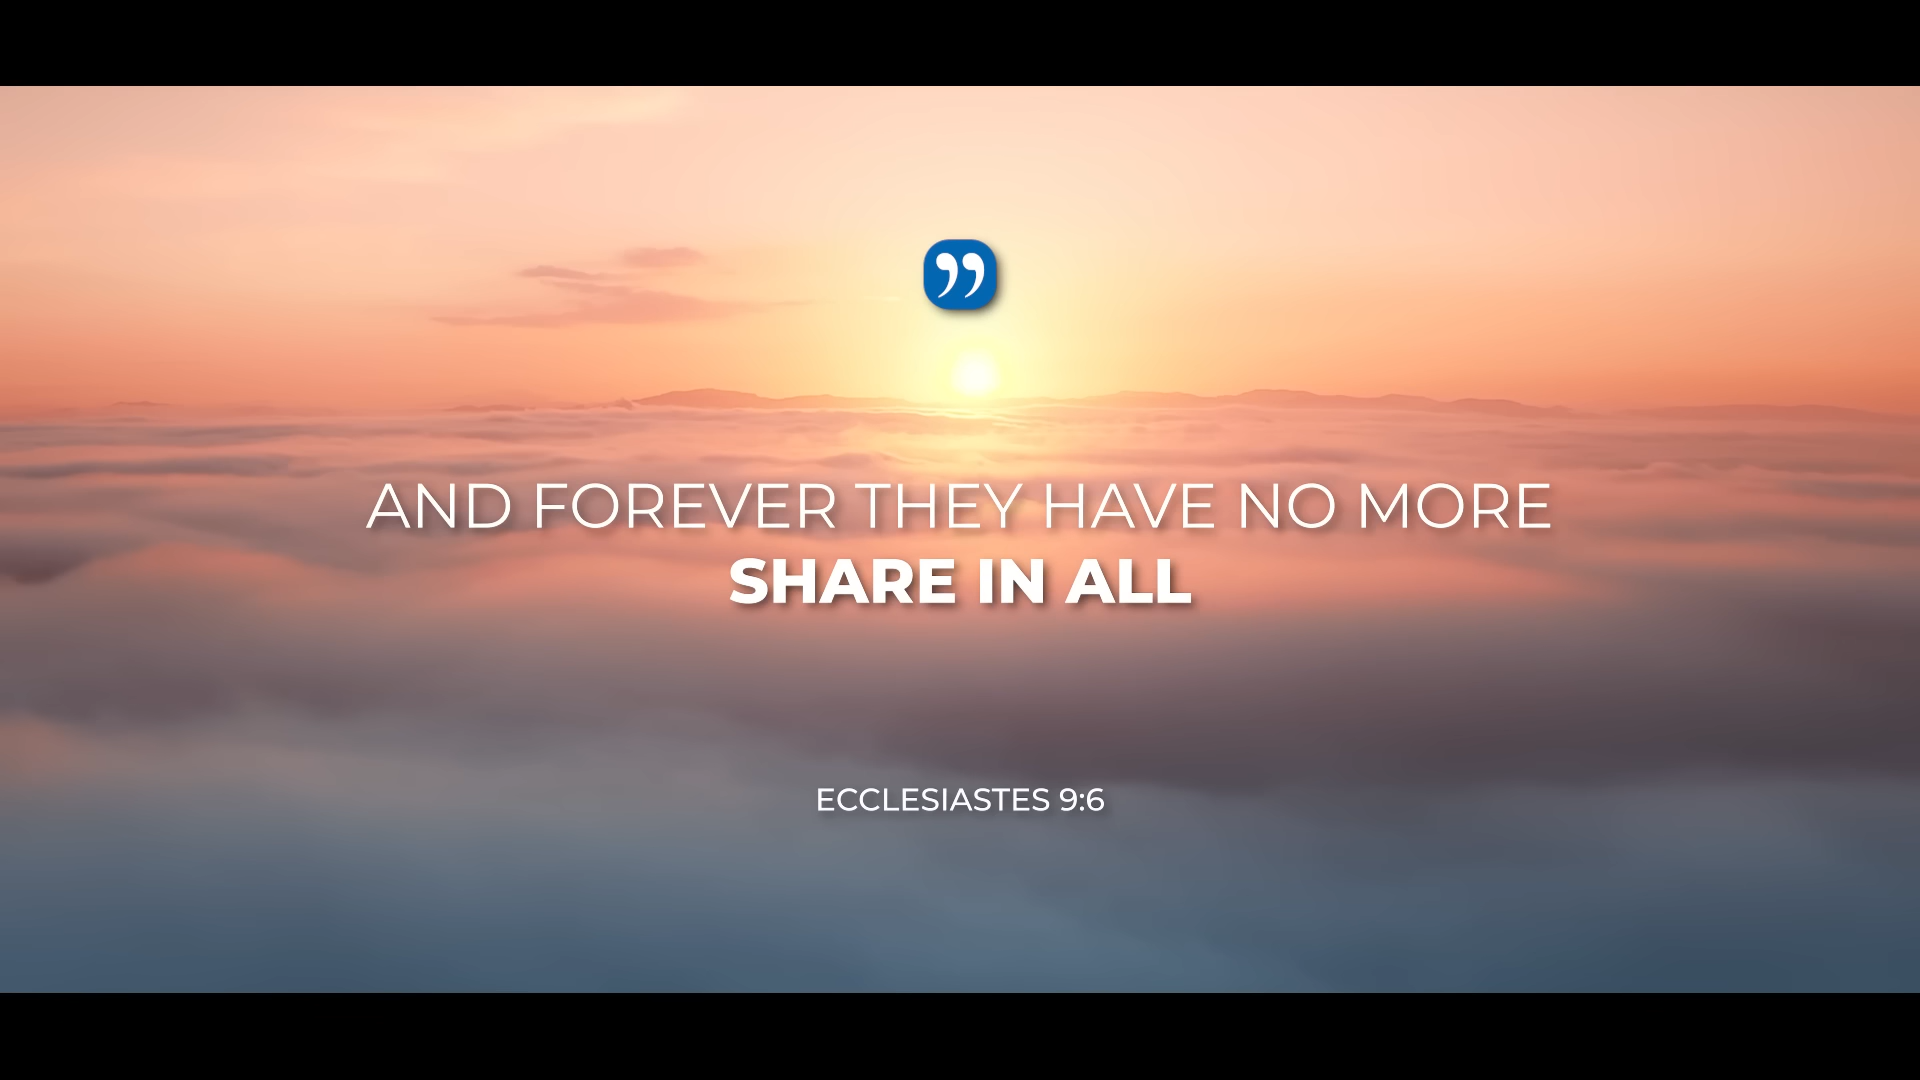 ”
AND FOREVER THEY HAVE NO MORE
SHARE IN ALL
ECCLESIASTES 9:6